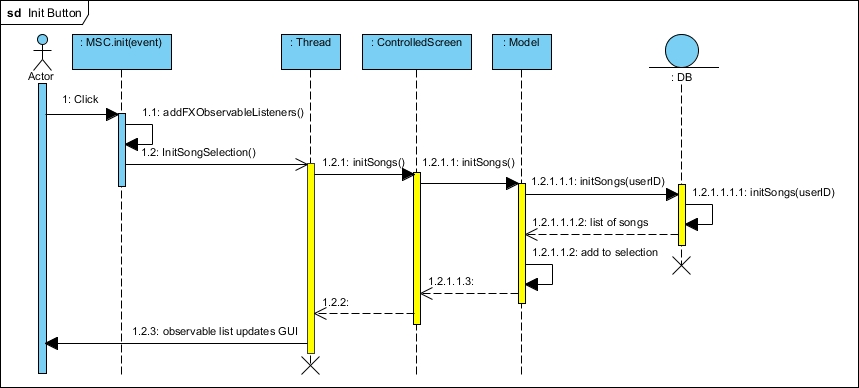 sd Init Button
: MSC.init(event)
: Thread
: ControlledScreen
: Model
Actor
: DB
1: Click
1.1: addFXObservableListeners()
1.2: InitSongSelection()
1.2.1: initSongs()
1.2.1.1: initSongs()
1.2.1.1.1: initSongs(userID)
1.2.1.1.1.1: initSongs(userID)
1.2.1.1.1.2: list of songs
1.2.1.1.2: add to selection
1.2.1.1.3:
1.2.2:
1.2.3: observable list updates GUI